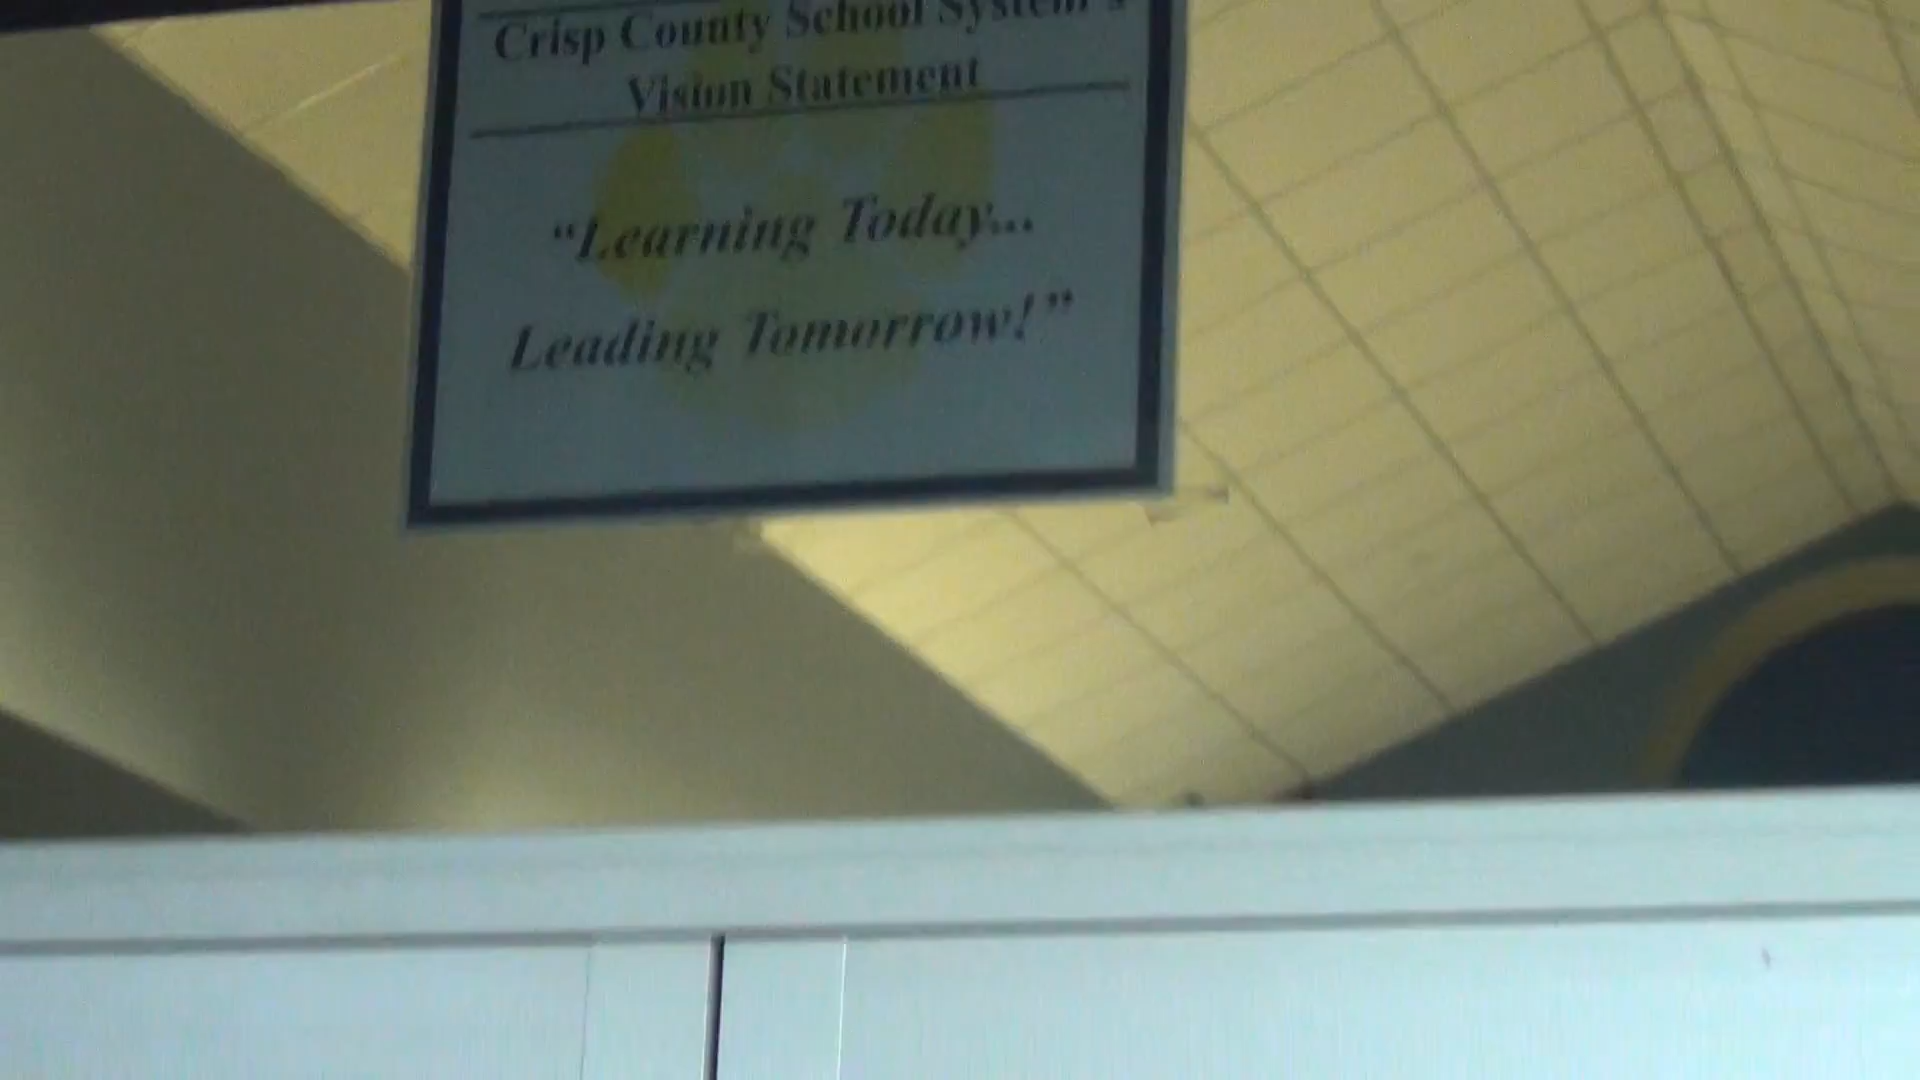 Crisp County School System's
Vision Statement
“Learning Today...
Leading Tomorrow!”